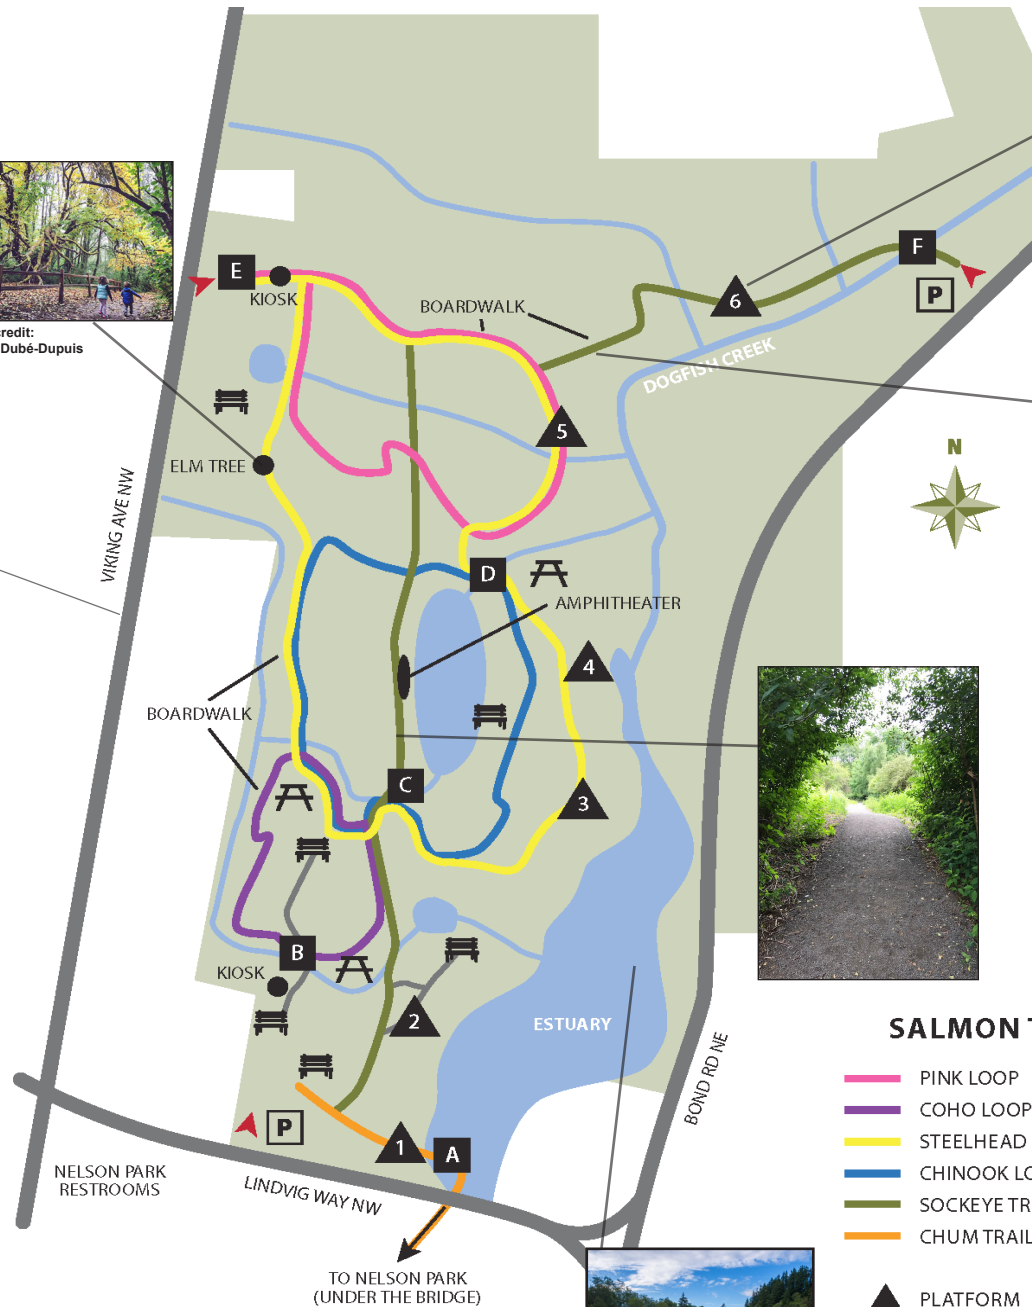 E
KIOSK
BOARDWALK
F
P
6
DOGFISH CREEK
redit:
Dubé-Dupuis
5
ELM TREE
N
VIKING AVE NW
D
AMPHITHEATER
4
BOARDWALK
C
3
B
KIOSK
2
ESTUARY
BOND RD NE
P
1
A
NELSON PARK
RESTROOMS
LINDVIG WAY NW
TO NELSON PARK
(UNDER THE BRIDGE)
SALMON T
PINK LOOP
COHO LOOP
STEELHEAD
CHINOOK LO
SOCKEYE TR
CHUM TRAIL
PLATFORM